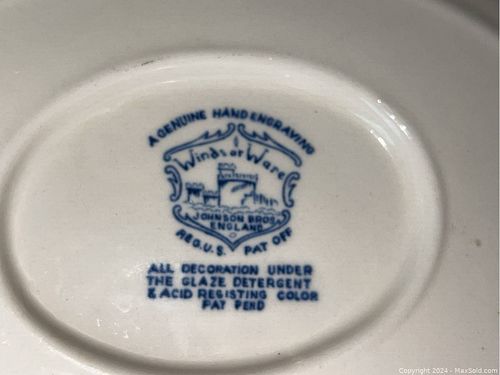 A GENUINE HAND ENGRAVING
Windsor Ware
JOHNSON BROS
ENGLAND
REG.U.S. PAT OFF
ALL DECORATION UNDER
THE GLAZE DETERGENT
& ACID RESISTING COLOR
PAT PEND
Copyright 2024 - MaxSold.com